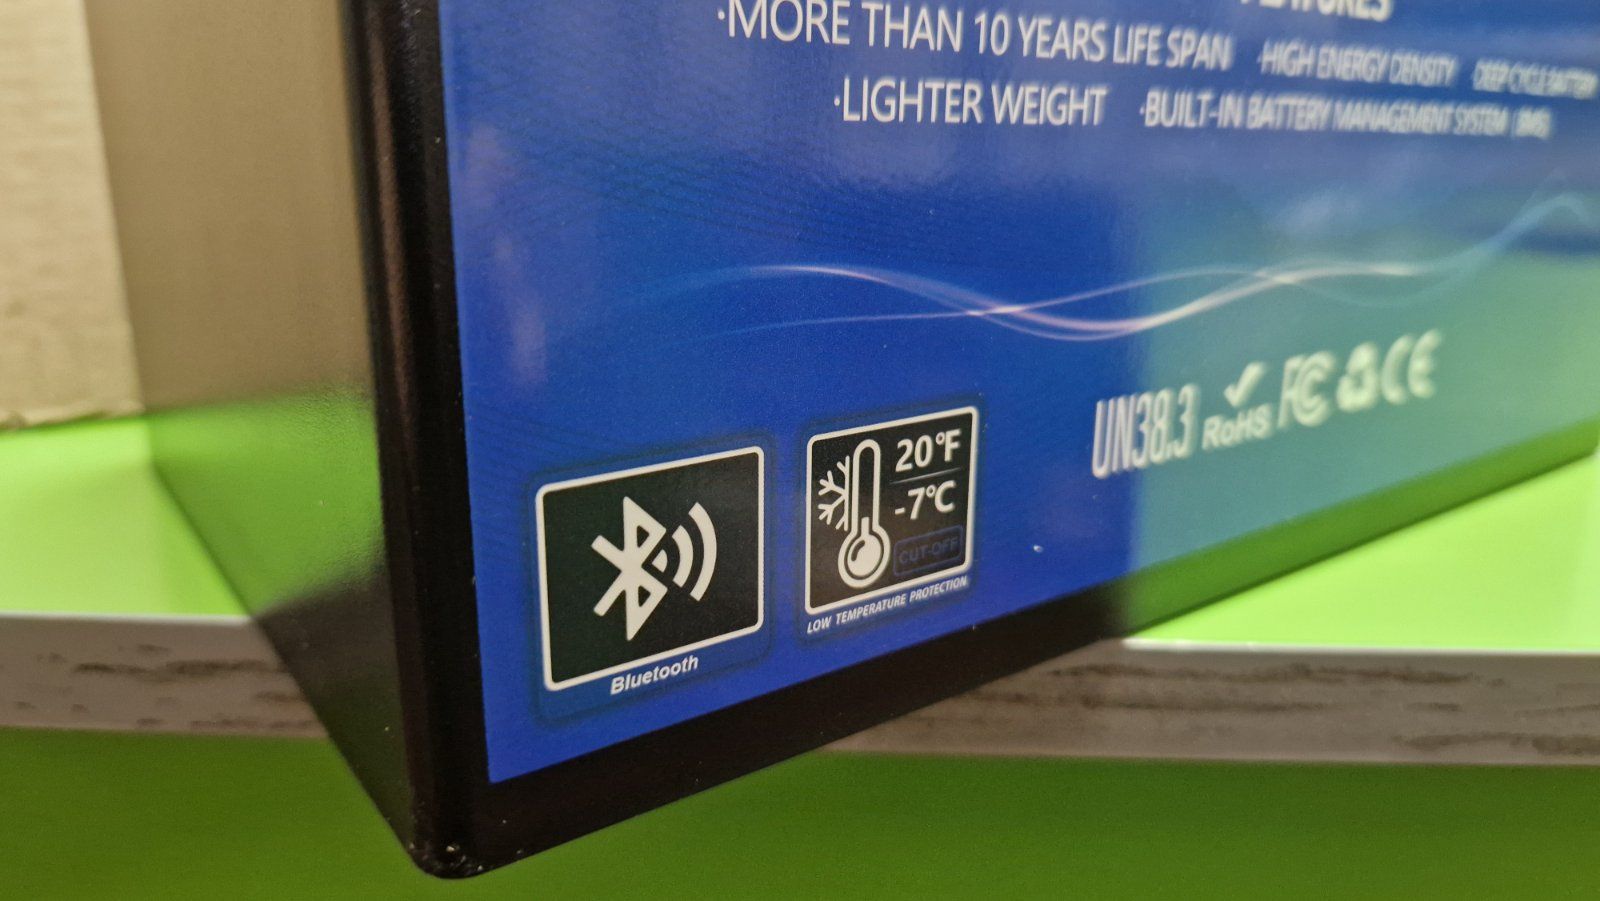 FEATURES
·MORE THAN 10 YEARS LIFE SPAN ·HIGH ENERGY DENSITY ·DEEP CYCLE BATTERY
·LIGHTER WEIGHT ·BUILT-IN BATTERY MANAGEMENT SYSTEM (BMS)
UN38.3 RoHS FC CE
20°F
-7°C
CUT-OFF
LOW TEMPERATURE PROTECTION
Bluetooth